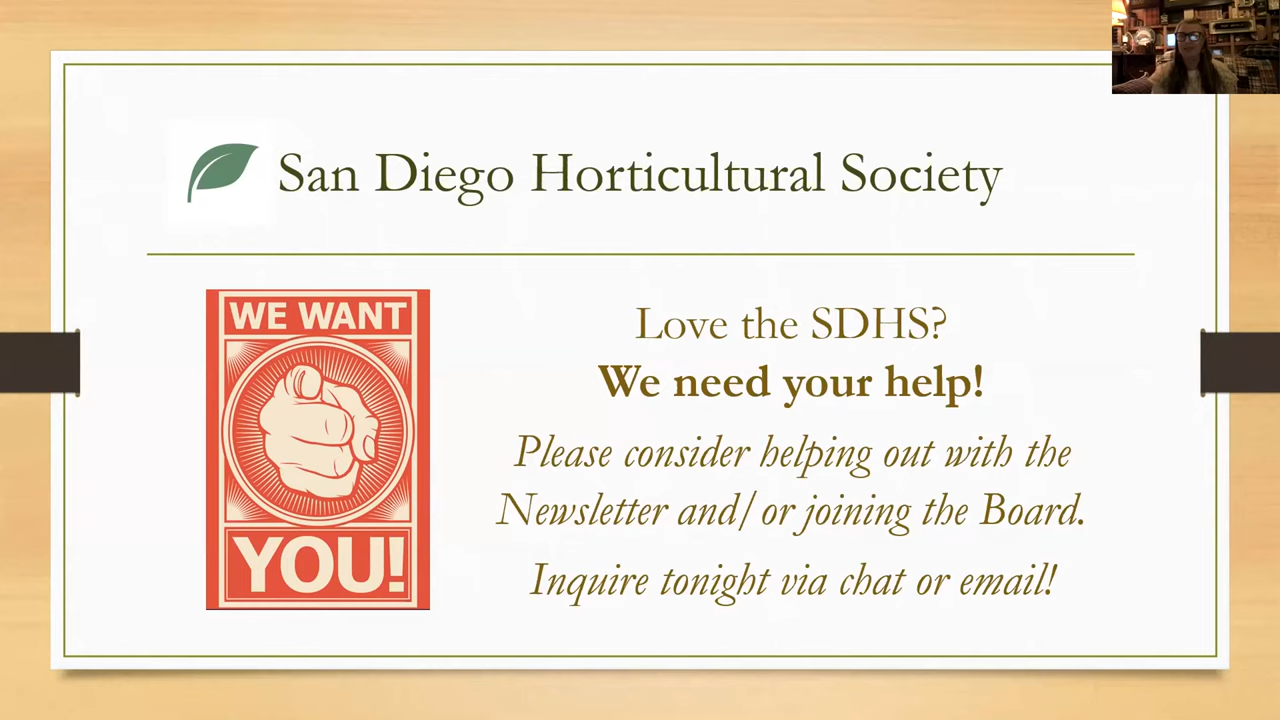 San Diego Horticultural Society
WE WANT
YOU!
Love the SDHS?
We need your help!
Please consider helping out with the
Newsletter and/or joining the Board.
Inquire tonight via chat or email!